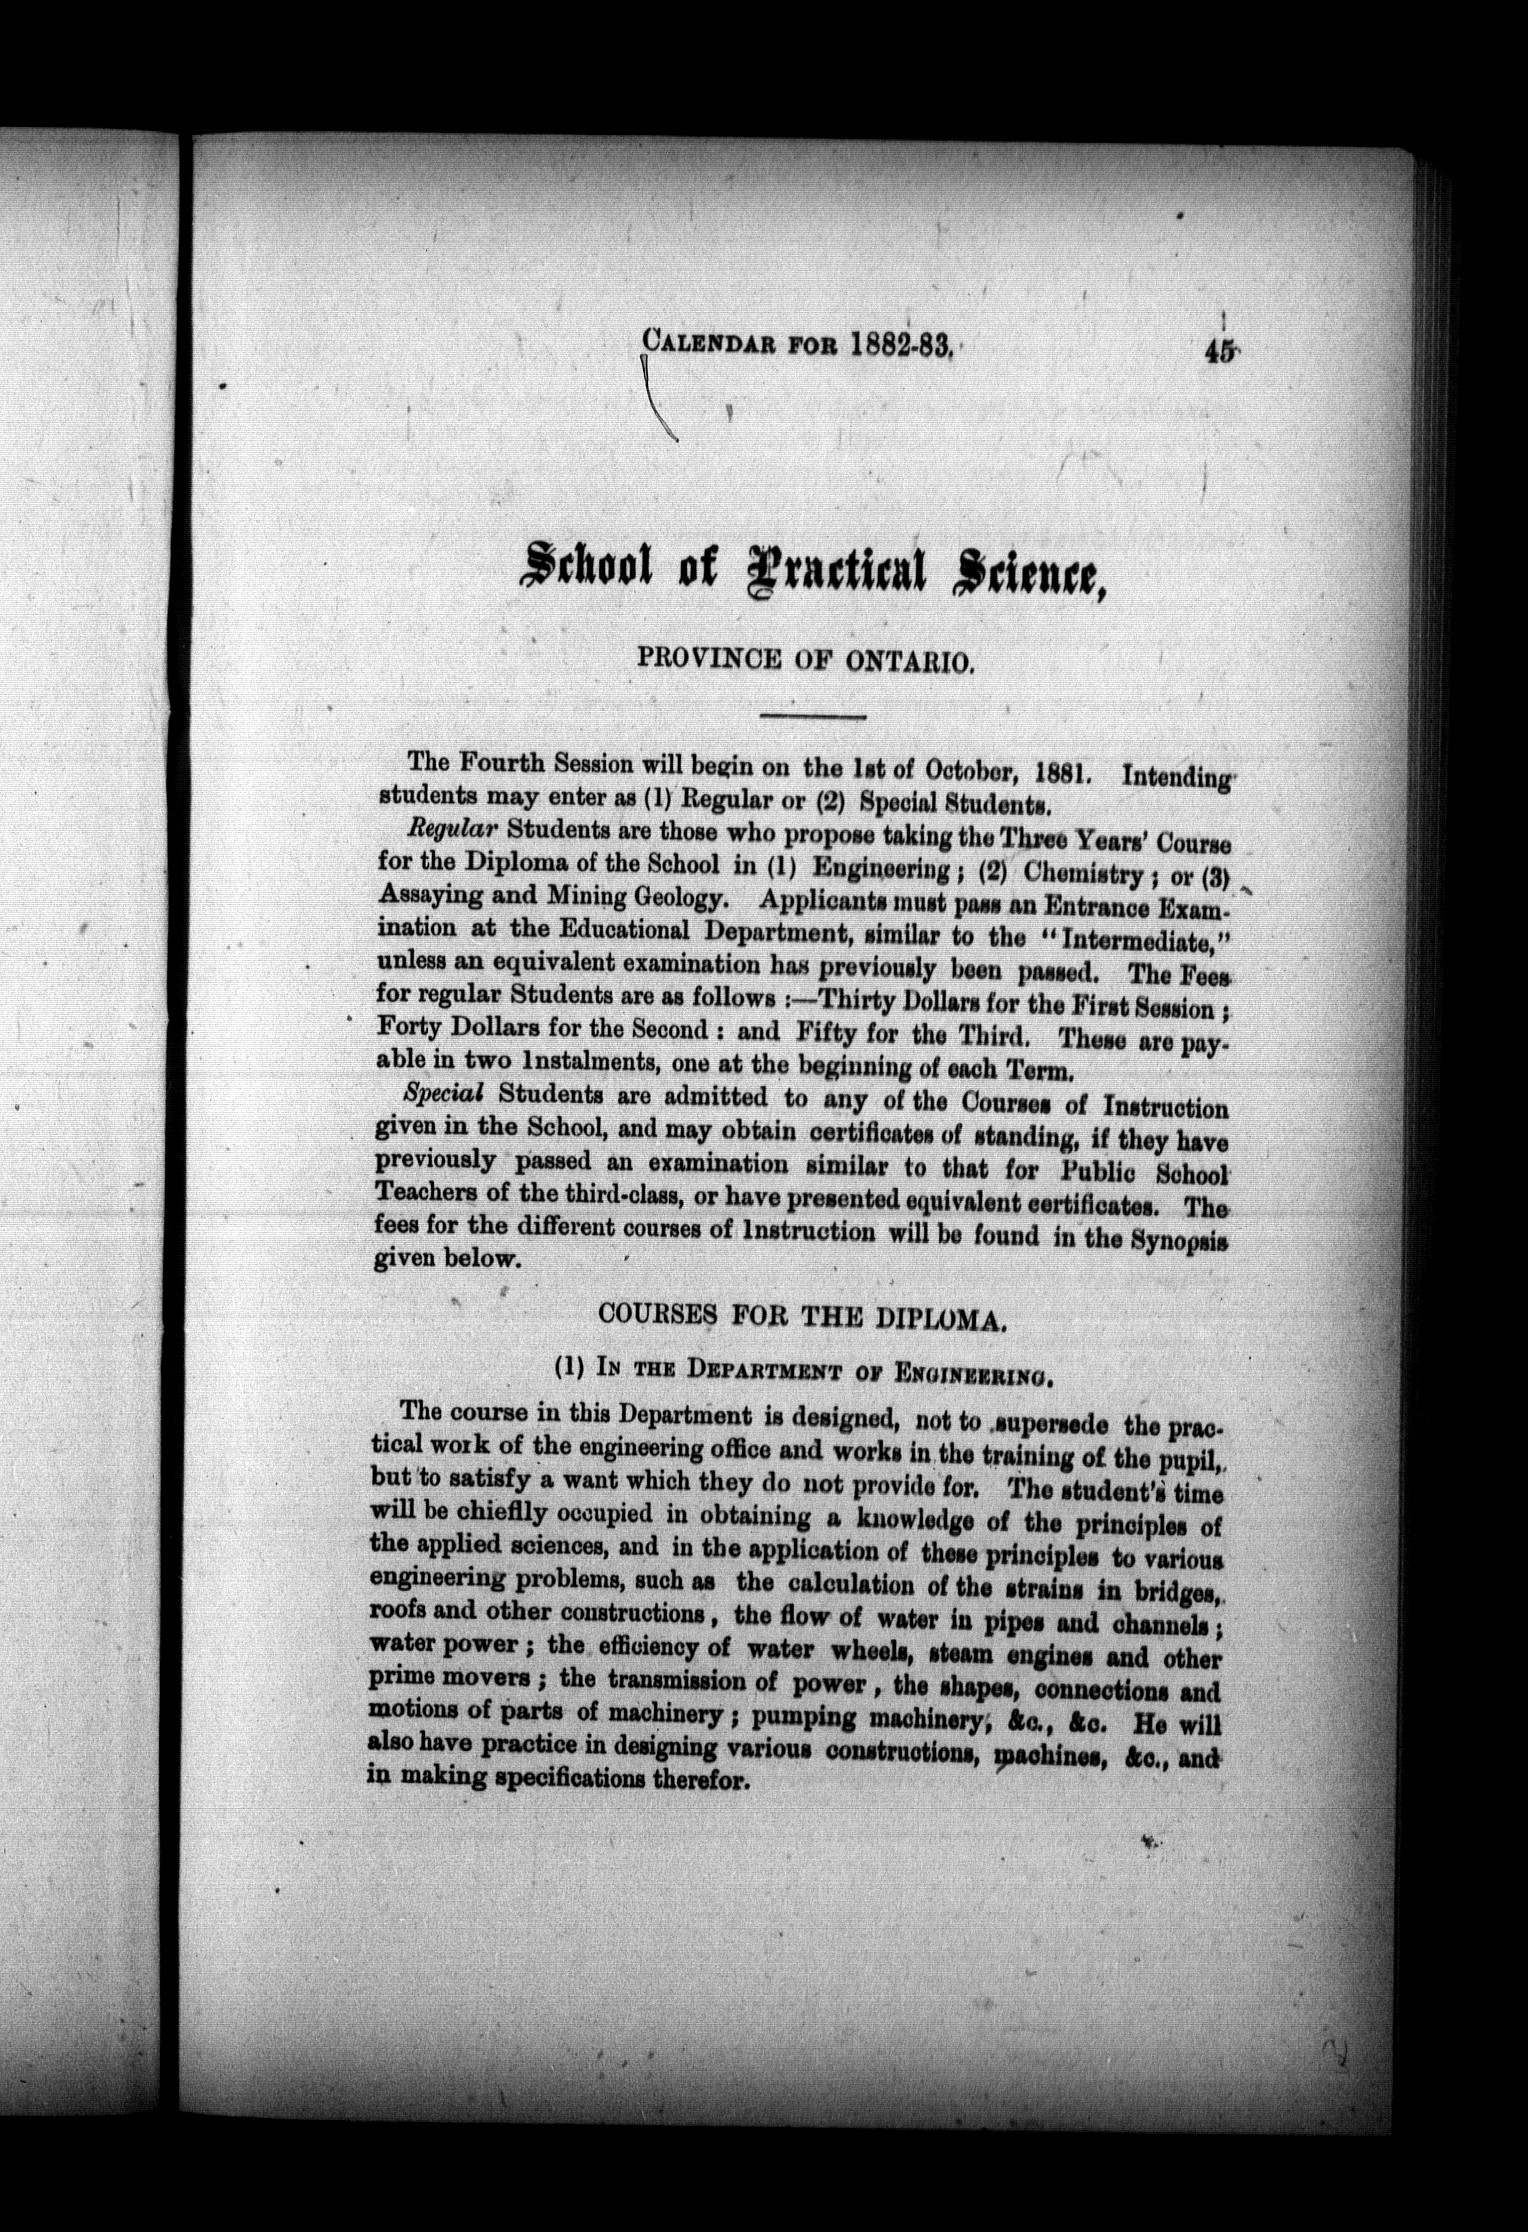 CALENDAR FOR 1882-83.
45
School of Practical Science,
PROVINCE OF ONTARIO.
The Fourth Session will begin on the 1st of October, 1881. Intending
students may enter as (1) Regular or (2) Special Students.
Regular Students are those who propose taking the Three Years' Course
for the Diploma of the School in (1) Engineering; (2) Chemistry; or (3)
Assaying and Mining Geology. Applicants must pass an Entrance Exam-
ination at the Educational Department, similar to the "Intermediate,"
unless an equivalent examination has previously been passed. The Fees
for regular Students are as follows :—Thirty Dollars for the First Session ;
Forty Dollars for the Second : and Fifty for the Third. These are pay-
able in two Instalments, one at the beginning of each Term.
Special Students are admitted to any of the Courses of Instruction
given in the School, and may obtain certificates of standing, if they have
previously passed an examination similar to that for Public School
Teachers of the third-class, or have presented equivalent certificates. The
fees for the different courses of Instruction will be found in the Synopsis
given below.
COURSES FOR THE DIPLOMA.
(1) IN THE DEPARTMENT OF ENGINEERING.
The course in this Department is designed, not to supersede the prac-
tical work of the engineering office and works in the training of the pupil,
but to satisfy a want which they do not provide for. The student's time
will be chieflly occupied in obtaining a knowledge of the principles of
the applied sciences, and in the application of these principles to various
engineering problems, such as the calculation of the strains in bridges,
roofs and other constructions, the flow of water in pipes and channels ;
water power ; the efficiency of water wheels, steam engines and other
prime movers ; the transmission of power, the shapes, connections and
motions of parts of machinery ; pumping machinery, &c., &c. He will
also have practice in designing various constructions, machines, &c., and
in making specifications therefor.